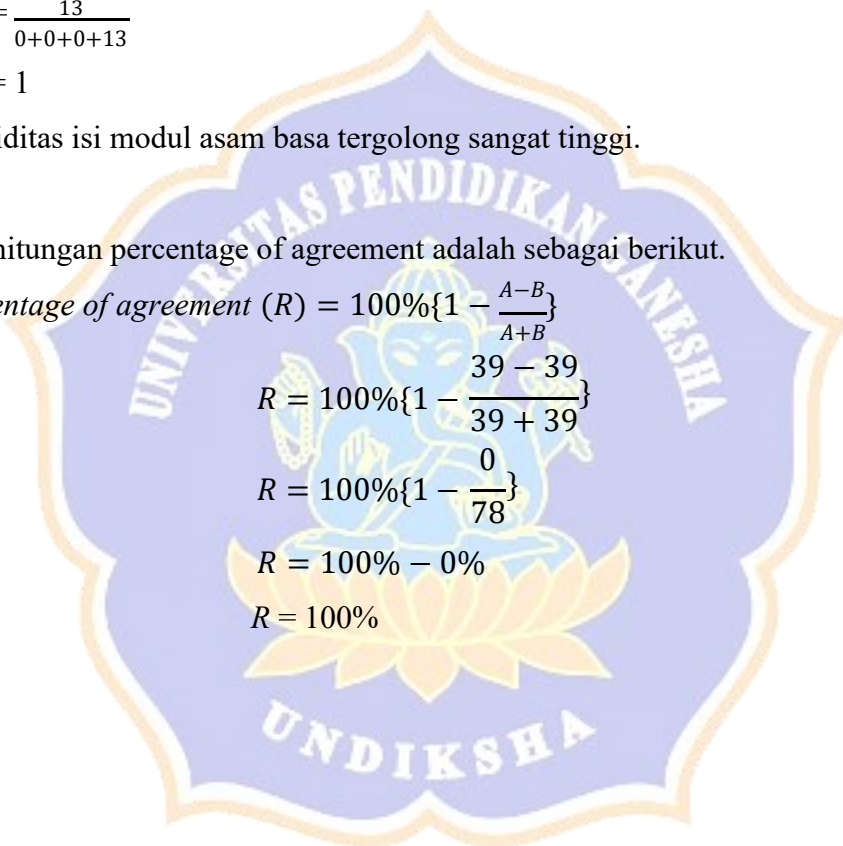 = 13/(0+0+0+13)
= 1
iditas isi modul asam basa tergolong sangat tinggi.
hitungan percentage of agreement adalah sebagai berikut.
entage of agreement (R) = 100%{1 − (A−B)/(A+B)}
R = 100%{1 − (39 − 39)/(39 + 39)}
R = 100%{1 − 0/78}
R = 100% − 0%
R = 100%
UNIVERSITAS PENDIDIKAN GANESHA
UNDIKSHA